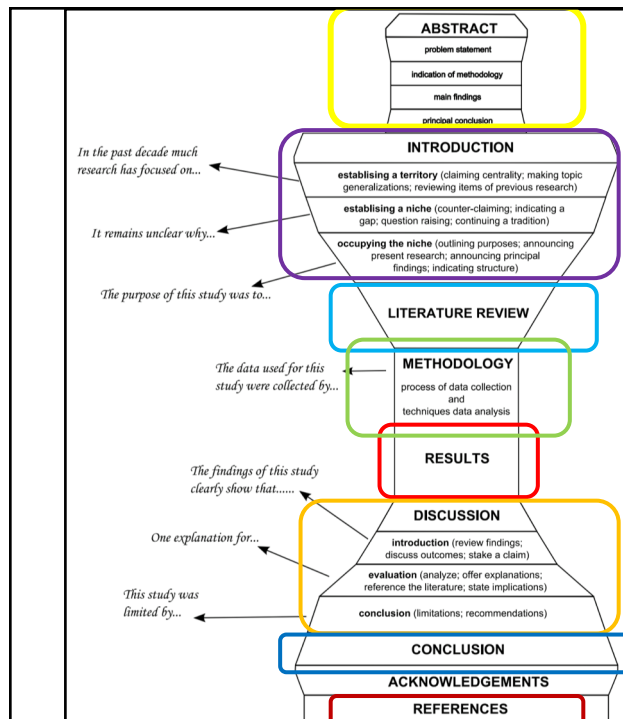 ABSTRACT
problem statement
indication of methodology
main findings
principal conclusion
INTRODUCTION
In the past decade much
research has focused on...
establising a territory (claiming centrality; making topic
generalizations; reviewing items of previous research)
establising a niche (counter-claiming; indicating a
gap; question raising; continuing a tradition)
It remains unclear why...
occupying the niche (outlining purposes; announcing
present research; announcing principal
findings; indicating structure)
The purpose of this study was to...
LITERATURE REVIEW
METHODOLOGY
The data used for this
study were collected by...
process of data collection
and
techniques data analysis
RESULTS
The findings of this study
clearly show that......
DISCUSSION
One explanation for...
introduction (review findings;
discuss outcomes; stake a claim)
evaluation (analyze; offer explanations;
reference the literature; state implications)
This study was
limited by...
conclusion (limitations; recommendations)
CONCLUSION
ACKNOWLEDGEMENTS
REFERENCES